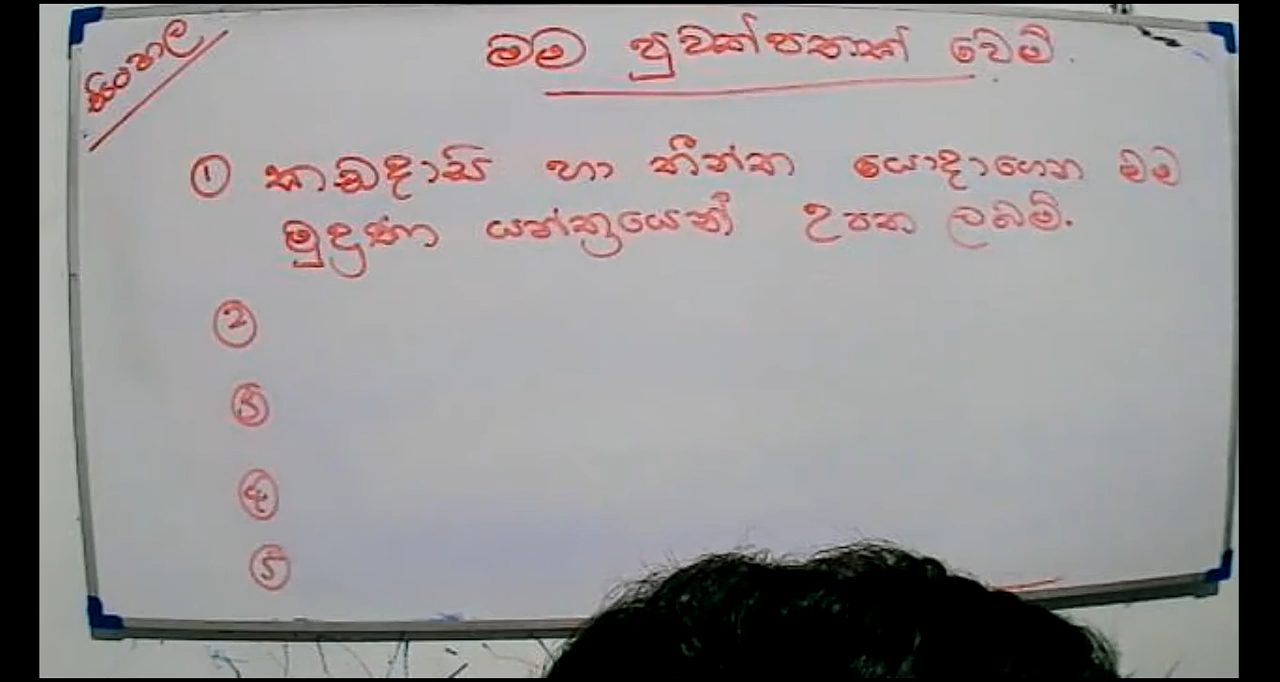 සිංහල
මම පුවත්පතක් වෙමි.
① කඩදාසි හා තීන්ත යොදාගෙන මම
මුද්‍රණ යන්ත්‍රයෙන් උපත ලබමි.
②
③
④
⑤